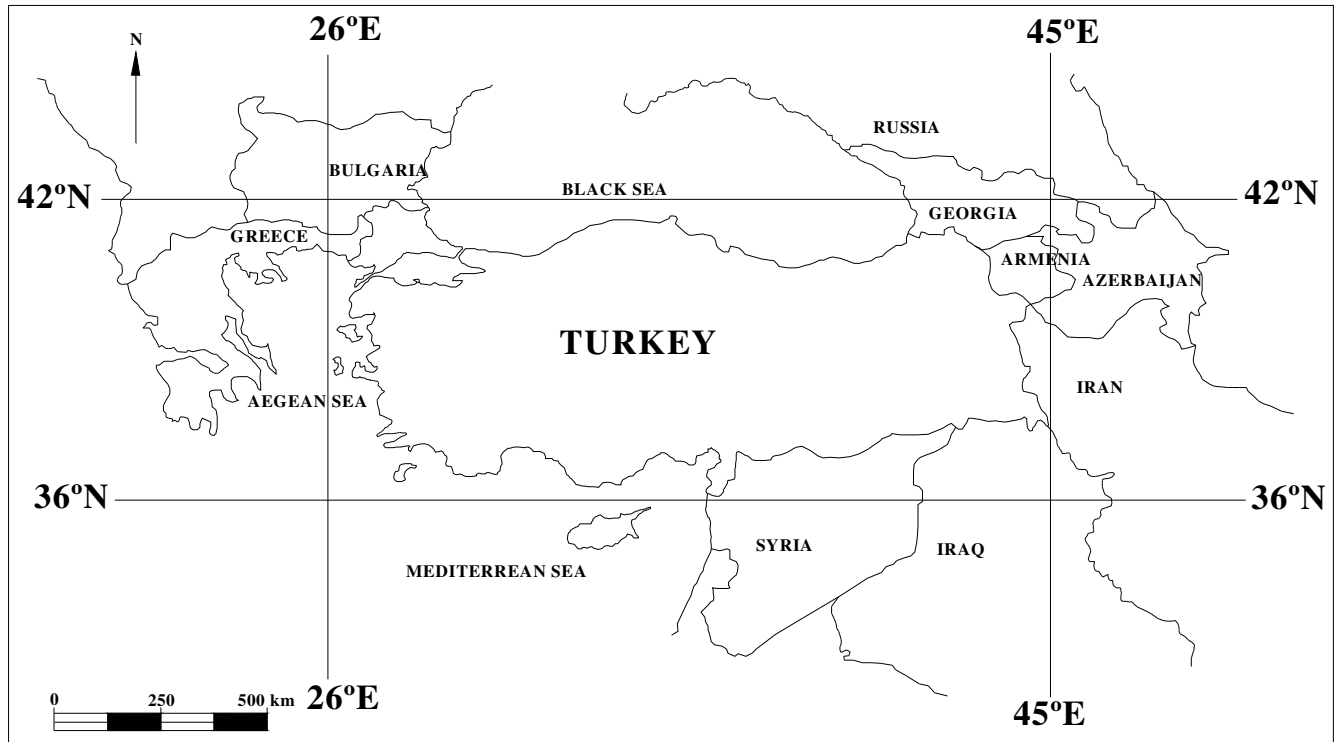 26ºE
45ºE
N
RUSSIA
BULGARIA
BLACK SEA
42ºN
42ºN
GEORGIA
GREECE
ARMENIA
AZERBAIJAN
TURKEY
IRAN
AEGEAN SEA
36ºN
36ºN
SYRIA
IRAQ
MEDITERREAN SEA
0 250 500 km
26ºE
45ºE